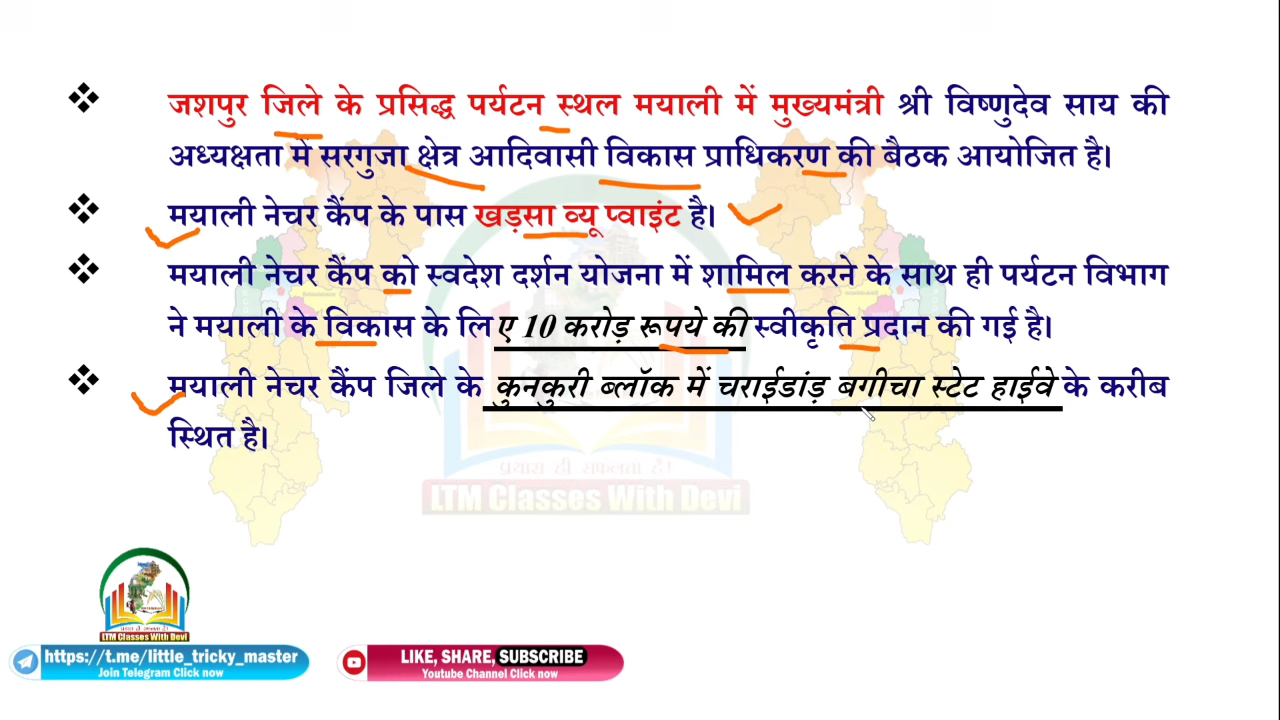 ❖ जशपुर जिले के प्रसिद्ध पर्यटन स्थल मयाली में मुख्यमंत्री श्री विष्णुदेव साय की
अध्यक्षता में सरगुजा क्षेत्र आदिवासी विकास प्राधिकरण की बैठक आयोजित है।
❖ मयाली नेचर कैंप के पास खड़सा व्यू प्वाइंट है।
❖ मयाली नेचर कैंप को स्वदेश दर्शन योजना में शामिल करने के साथ ही पर्यटन विभाग
ने मयाली के विकास के लिए 10 करोड़ रूपये की स्वीकृति प्रदान की गई है।
❖ मयाली नेचर कैंप जिले के कुनकुरी ब्लॉक में चराईडांड़ बगीचा स्टेट हाईवे के करीब
स्थित है।
प्रयास ही सफलता है!
LTM Classes With Devi
LTM Classes With Devi
https://t.me/little_tricky_master
Join Telegram Click now
LIKE, SHARE, SUBSCRIBE
Youtube Channel Click now